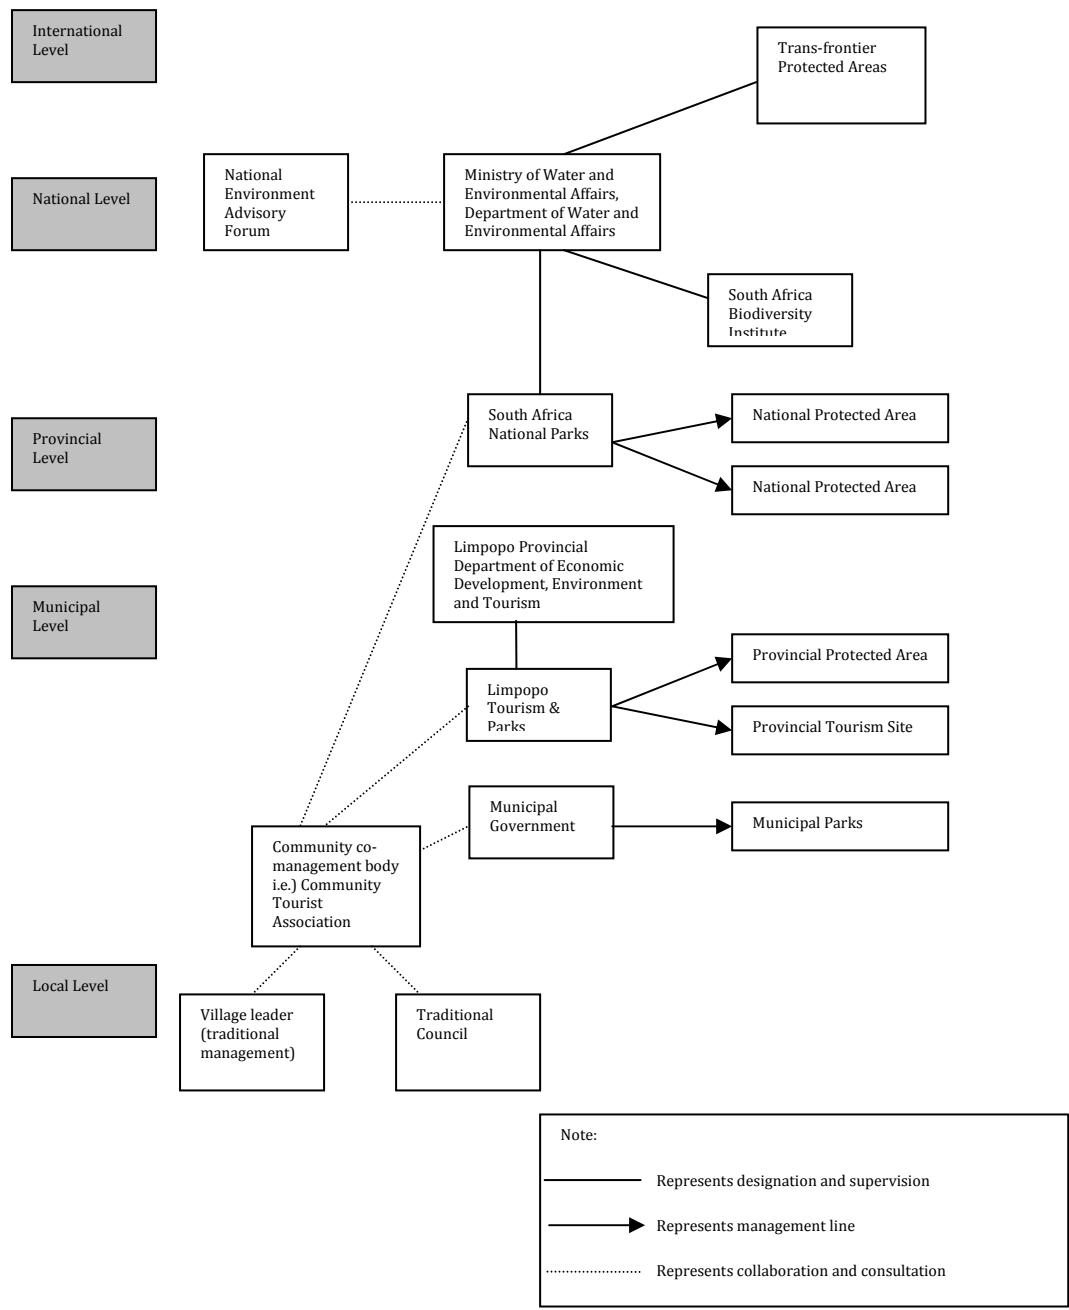 International
Level
Trans-frontier
Protected Areas
National Level
National
Environment
Advisory
Forum
Ministry of Water and
Environmental Affairs,
Department of Water and
Environmental Affairs
South Africa
Biodiversity
Institute
Provincial
Level
South Africa
National Parks
National Protected Area
National Protected Area
Limpopo Provincial
Department of Economic
Development, Environment
and Tourism
Municipal
Level
Limpopo
Tourism &
Parks
Provincial Protected Area
Provincial Tourism Site
Municipal
Government
Municipal Parks
Community co-
management body
i.e.) Community
Tourist
Association
Local Level
Village leader
(traditional
management)
Traditional
Council
Note:
Represents designation and supervision
Represents management line
Represents collaboration and consultation